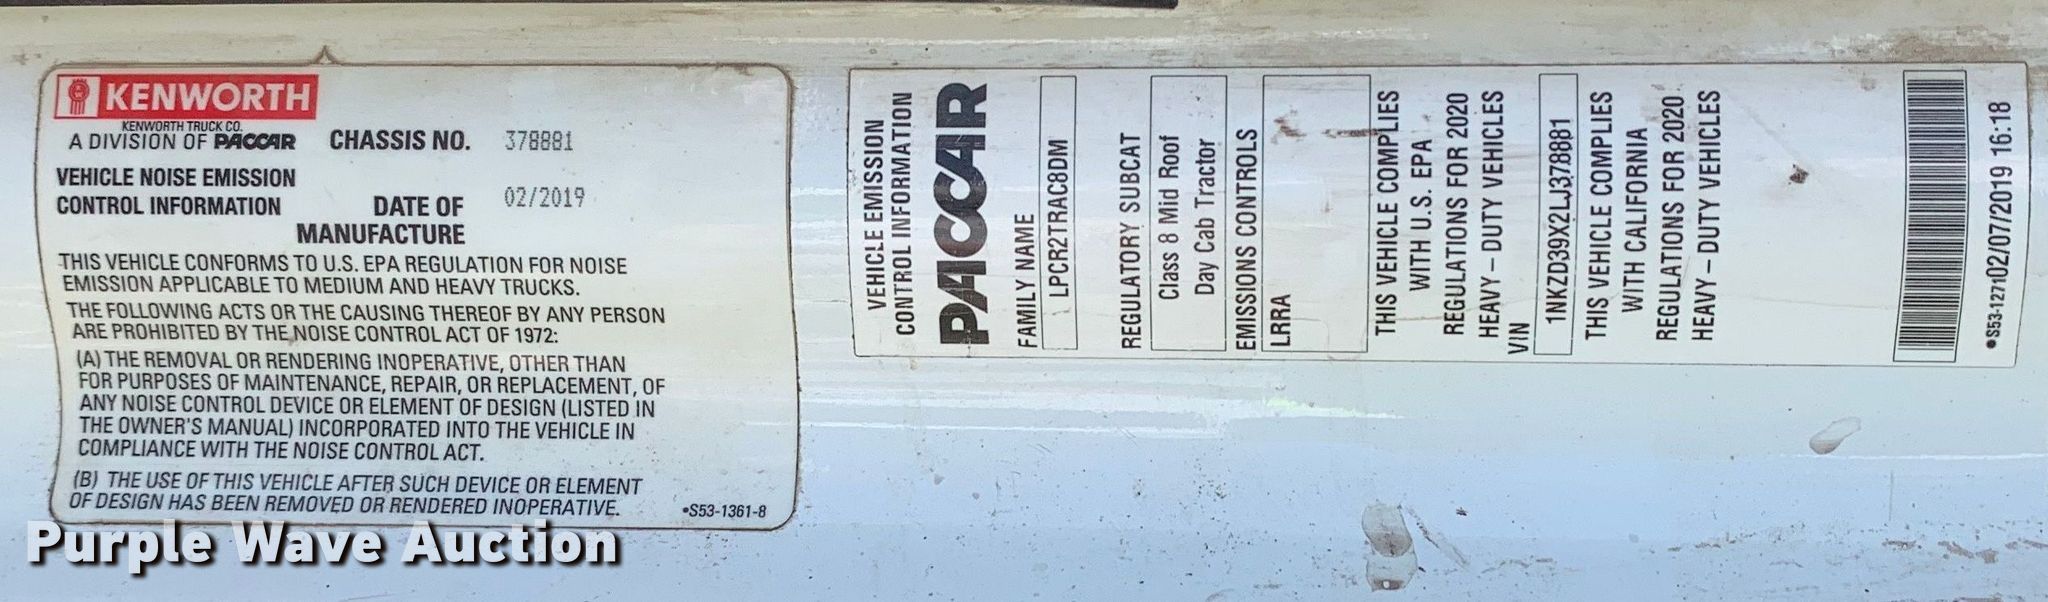 KENWORTH
KENWORTH TRUCK CO.
A DIVISION OF PACCAR
CHASSIS NO. 378881
VEHICLE NOISE EMISSION
CONTROL INFORMATION
DATE OF
MANUFACTURE
02/2019
THIS VEHICLE CONFORMS TO U.S. EPA REGULATION FOR NOISE
EMISSION APPLICABLE TO MEDIUM AND HEAVY TRUCKS.
THE FOLLOWING ACTS OR THE CAUSING THEREOF BY ANY PERSON
ARE PROHIBITED BY THE NOISE CONTROL ACT OF 1972:
(A) THE REMOVAL OR RENDERING INOPERATIVE, OTHER THAN
FOR PURPOSES OF MAINTENANCE, REPAIR, OR REPLACEMENT, OF
ANY NOISE CONTROL DEVICE OR ELEMENT OF DESIGN (LISTED IN
THE OWNER'S MANUAL) INCORPORATED INTO THE VEHICLE IN
COMPLIANCE WITH THE NOISE CONTROL ACT.
(B) THE USE OF THIS VEHICLE AFTER SUCH DEVICE OR ELEMENT
OF DESIGN HAS BEEN REMOVED OR RENDERED INOPERATIVE.
•S53-1361-8
VEHICLE EMISSION
CONTROL INFORMATION
PACCAR
FAMILY NAME
LPCR2TRAC8DM
REGULATORY SUBCAT
Class 8 Mid Roof
Day Cab Tractor
EMISSIONS CONTROLS
LRRA
THIS VEHICLE COMPLIES
WITH U.S. EPA
REGULATIONS FOR 2020
HEAVY – DUTY VEHICLES
VIN
1NKZD39X2LJ378881
THIS VEHICLE COMPLIES
WITH CALIFORNIA
REGULATIONS FOR 2020
HEAVY – DUTY VEHICLES
•S53-127102/07/2019 16:18
Purple Wave Auction